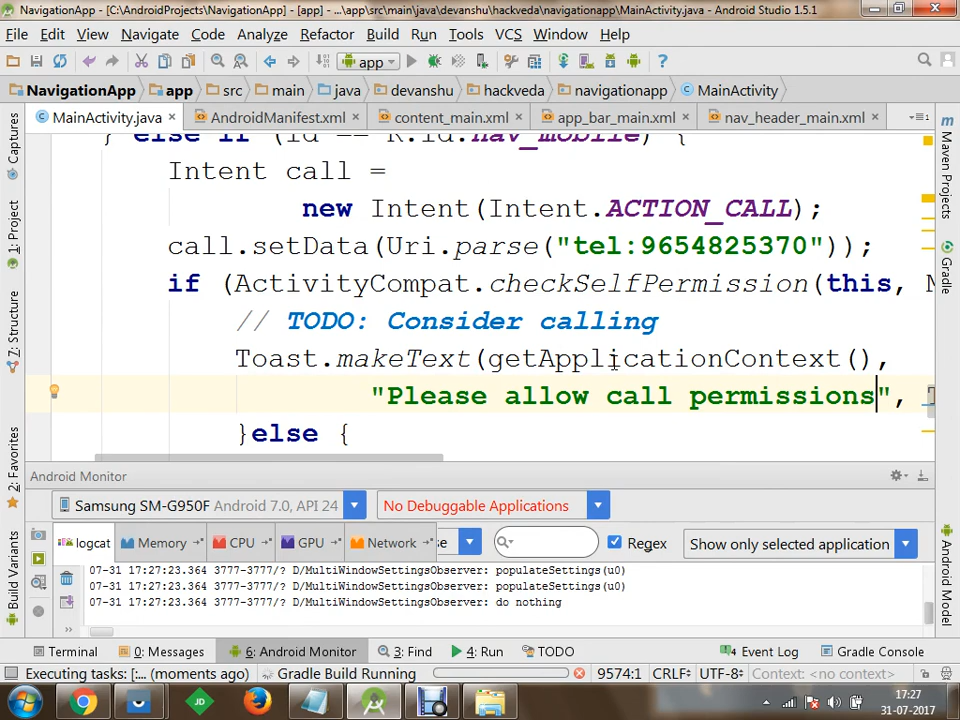 NavigationApp - [C:\AndroidProjects\NavigationApp] - [app] - ...\app\src\main\java\devanshu\hackveda\navigationapp\MainActivity.java - Android Studio 1.5.1
File Edit View Navigate Code Analyze Refactor Build Run Tools VCS Window Help
app
NavigationApp app src main java devanshu hackveda navigationapp MainActivity
MainActivity.java AndroidManifest.xml content_main.xml app_bar_main.xml nav_header_main.xml
} else if (id == R.id.nav_mobile) {
Intent call =
new Intent(Intent.ACTION_CALL);
call.setData(Uri.parse("tel:9654825370"));
if (ActivityCompat.checkSelfPermission(this,
// TODO: Consider calling
Toast.makeText(getApplicationContext(),
"Please allow call permissions",
}else {
Captures
1: Project
7: Structure
2: Favorites
Build Variants
Maven Projects
Gradle
Android Model
Android Monitor
Samsung SM-G950F Android 7.0, API 24 No Debuggable Applications
logcat Memory CPU GPU Network se Regex Show only selected application
07-31 17:27:23.364 3777-3777/? D/MultiWindowSettingsObserver: populateSettings(u0)
07-31 17:27:23.364 3777-3777/? D/MultiWindowSettingsObserver: populateSettings(u0)
07-31 17:27:23.364 3777-3777/? D/MultiWindowSettingsObserver: do nothing
Terminal 0: Messages 6: Android Monitor 3: Find 4: Run TODO Event Log Gradle Console
Executing tasks: [:... (moments ago) Gradle Build Running 9574:1 CRLF UTF-8 Context: <no context>
JD
17:27
31-07-2017